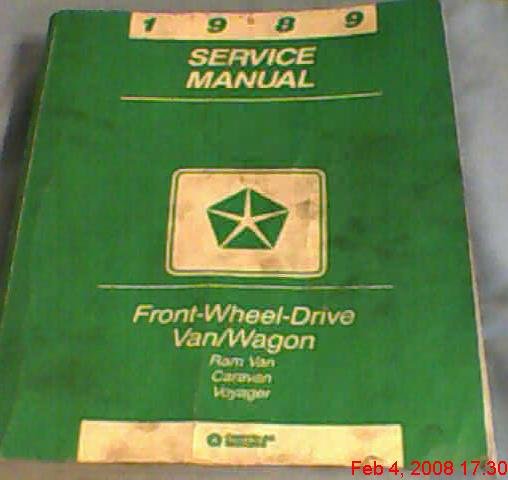 1 9 8 9
SERVICE
MANUAL
Front-Wheel-Drive
Van/Wagon
Ram Van
Caravan
Voyager
Feb 4, 2008 17:30